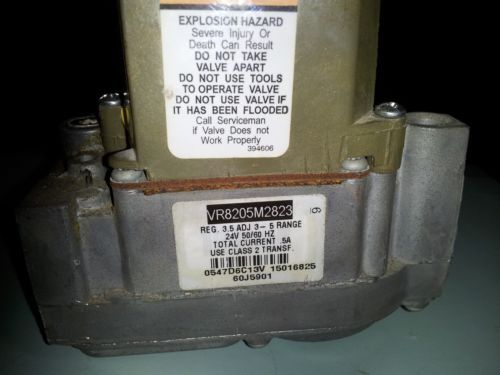 EXPLOSION HAZARD
Severe Injury Or
Death Can Result
DO NOT TAKE
VALVE APART
DO NOT USE TOOLS
TO OPERATE VALVE
DO NOT USE VALVE IF
IT HAS BEEN FLOODED
Call Serviceman
if Valve Does not
Work Properly
394606
VR8205M2823
REG. 3.5 ADJ 3- 5 RANGE
24V 50/60 HZ
TOTAL CURRENT .5A
USE CLASS 2 TRANSF.
0547D6C13V 15016825
60J5901